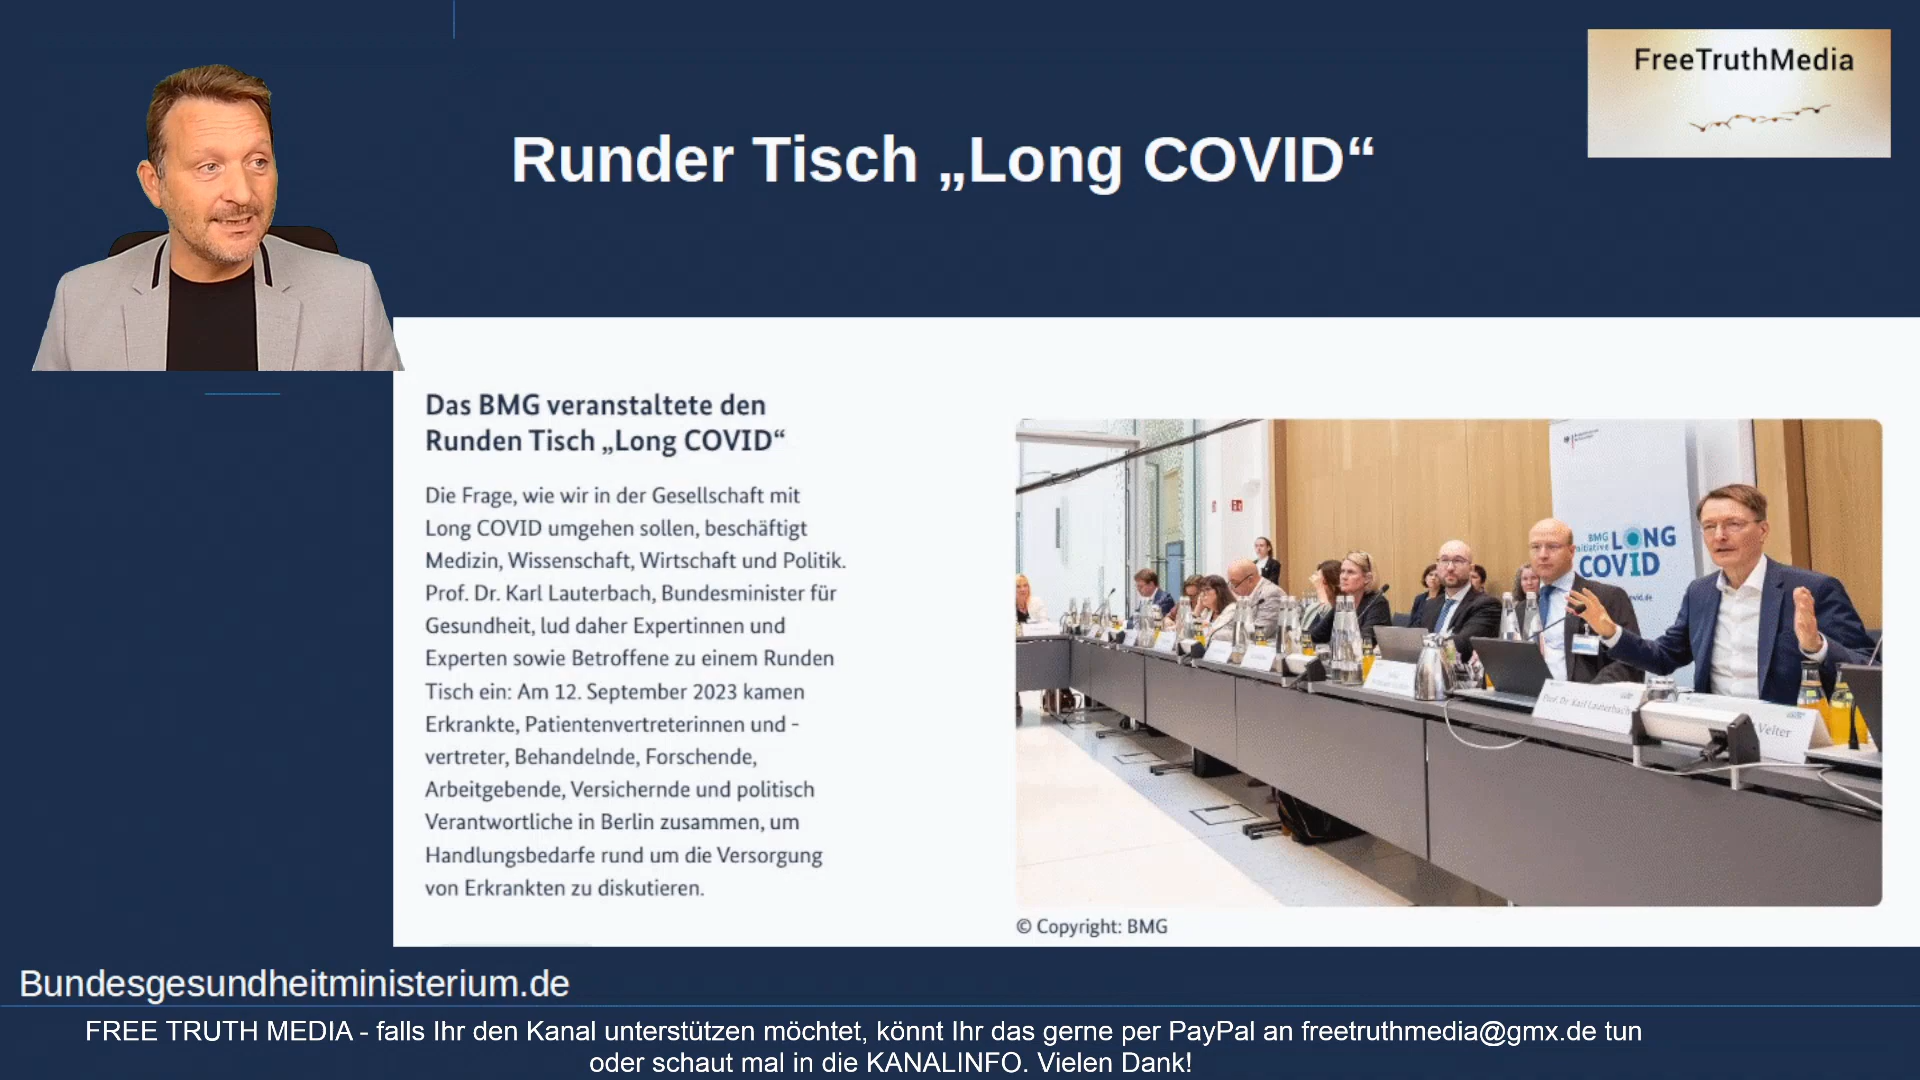 FreeTruthMedia
Runder Tisch „Long COVID“
Das BMG veranstaltete den
Runden Tisch „Long COVID“
Die Frage, wie wir in der Gesellschaft mit
Long COVID umgehen sollen, beschäftigt
Medizin, Wissenschaft, Wirtschaft und Politik.
Prof. Dr. Karl Lauterbach, Bundesminister für
Gesundheit, lud daher Expertinnen und
Experten sowie Betroffene zu einem Runden
Tisch ein: Am 12. September 2023 kamen
Erkrankte, Patientenvertreterinnen und -
vertreter, Behandelnde, Forschende,
Arbeitgebende, Versichernde und politisch
Verantwortliche in Berlin zusammen, um
Handlungsbedarfe rund um die Versorgung
von Erkrankten zu diskutieren.
BMG
LONG
COVID
Prof. Dr. Karl Lauterbach
Velter
© Copyright: BMG
Bundesgesundheitministerium.de
FREE TRUTH MEDIA - falls Ihr den Kanal unterstützen möchtet, könnt Ihr das gerne per PayPal an freetruthmedia@gmx.de tun
oder schaut mal in die KANALINFO. Vielen Dank!